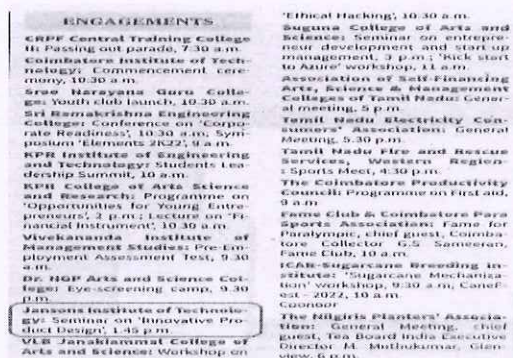 ENGAGEMENTS
CRPF Central Training College
II: Passing out parade, 7:30 a.m.
Coimbatore Institute of Tech-
nology: Commencement cere-
mony, 10.30 a.m.
Sree Narayana Guru Colle-
ge: Youth club launch, 10.30 a.m.
Sri Ramakrishna Engineering
College: Conference on 'Corpo-
rate Readiness', 10.30 a.m, Sym-
posium 'Elements 2K22', 9 a.m.
KPR Institute of Engineering
and Technology: Students Lea-
dership Summit, 10 a.m.
KPR College of Arts Science
and Research: Programme on
'Opportunities for Young Entre-
preneurs', 2 p.m.; Lecture on 'Fi-
nancial Instrument', 10.30 a.m.
Vivekananda Institute of
Management Studies: Pre-Em-
ployment Assessment Test, 9.30
a.m.
Dr. NGP Arts and Science Col-
lege: Eye-screening camp, 9.30
p.m.
Jansons Institute of Technolo-
gy: Seminar on 'Innovative Pro-
duct Design', 1.45 p.m.
VLB Janakiammal College of
Arts and Science: Workshop on
'Ethical Hacking', 10.30 a.m.
Suguna College of Arts and
Science: Seminar on entrepre-
neur development and start up
management, 3 p.m.; 'Kick start
to Azure' workshop, 11 a.m.
Association of Self-Financing
Arts, Science & Management
Colleges of Tamil Nadu: Gener-
al meeting, 5 p.m.
Tamil Nadu Electricity Con-
sumers' Association: General
Meeting, 5.30 p.m.
Tamil Nadu Fire and Rescue
Services, Western Region-
: Sports Meet, 4:30 p.m.
The Coimbatore Productivity
Council: Programme on First aid,
9 a.m
Fame Club & Coimbatore Para
Sports Association: Fame for
Paralympic, chief guest, Coimba-
tore Collector G.S Sameeran,
Fame Club, 10 a.m.
ICAR-Sugarcane Breeding In-
stitute: 'Sugarcane Mechaniza-
tion' workshop, 9:30 a.m, CaneF-
est - 2022, 10 a.m
Coonoor
The Nilgiris Planters' Associa-
tion: General Meeting, chief
guest, Tea Board India Executive
Director M. Muthukumar, Glen-
view, 6 p.m.